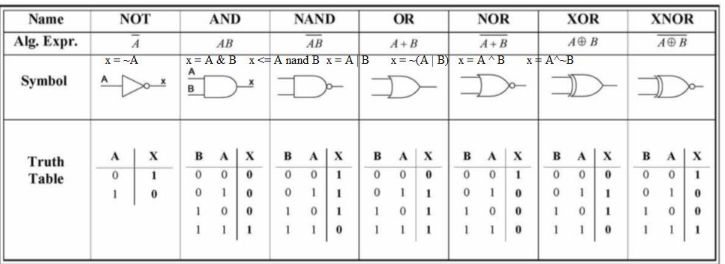 Name NOT AND NAND OR NOR XOR XNOR
Alg. Expr. A̅ AB A̅B̅ A + B A̅ ̅+̅ ̅B̅ A ⊕ B A̅ ̅⊕̅ ̅B̅
x = ~A x = A & B x <= A nand B x = A | B x = ~(A | B) x = A ^ B x = A^~B
Symbol
A x
A
B
x
Truth
Table
A X
0 1
1 0
B A X
0 0 0
0 1 0
1 0 0
1 1 1
B A X
0 0 1
0 1 1
1 0 1
1 1 0
B A X
0 0 0
0 1 1
1 0 1
1 1 1
B A X
0 0 1
0 1 0
1 0 0
1 1 0
B A X
0 0 0
0 1 1
1 0 1
1 1 0
B A X
0 0 1
0 1 0
1 0 0
1 1 1